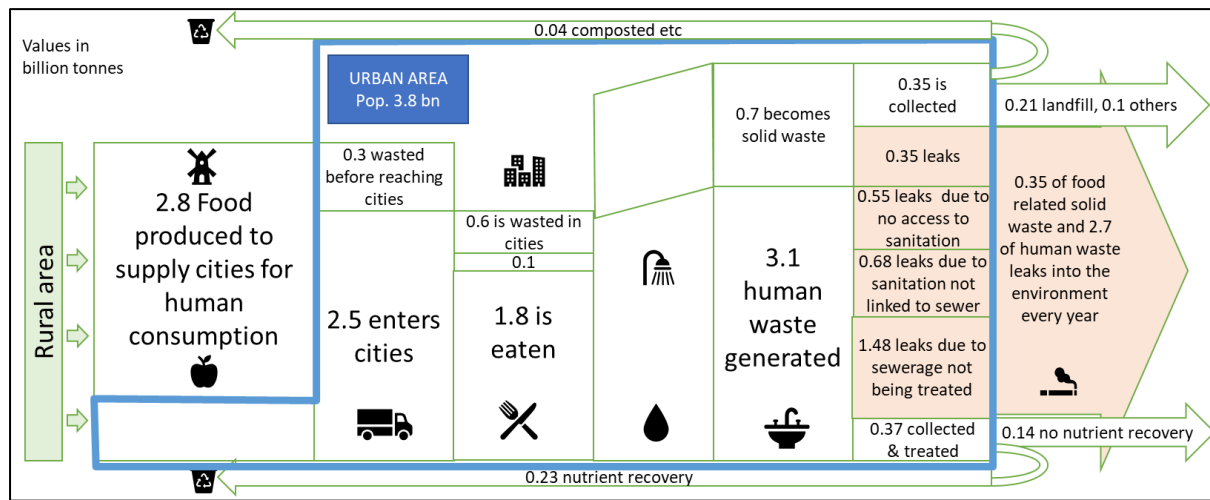 0.04 composted etc
Values in
billion tonnes
URBAN AREA
Pop. 3.8 bn
0.35 is
collected
0.21 landfill, 0.1 others
0.7 becomes
solid waste
0.3 wasted
before reaching
cities
0.35 leaks
Rural area
2.8 Food
produced to
supply cities for
human
consumption
0.6 is wasted in
cities
0.1
0.55 leaks due to
no access to
sanitation
0.35 of food
related solid
waste and 2.7
of human waste
leaks into the
environment
every year
2.5 enters
cities
1.8 is
eaten
3.1
human
waste
generated
0.68 leaks due to
sanitation not
linked to sewer
1.48 leaks due to
sewerage not
being treated
0.37 collected
& treated
0.14 no nutrient recovery
0.23 nutrient recovery